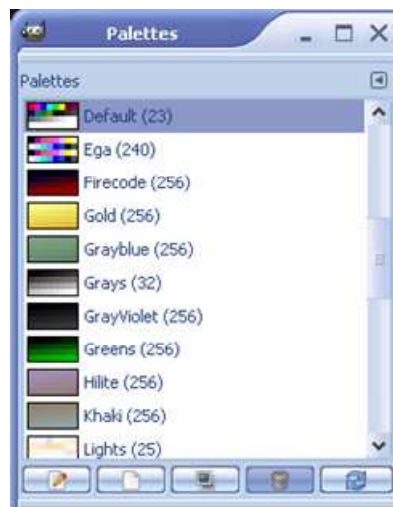 Palettes
Palettes
Default (23)
Ega (240)
Firecode (256)
Gold (256)
Grayblue (256)
Grays (32)
GrayViolet (256)
Greens (256)
Hilite (256)
Khaki (256)
Lights (25)